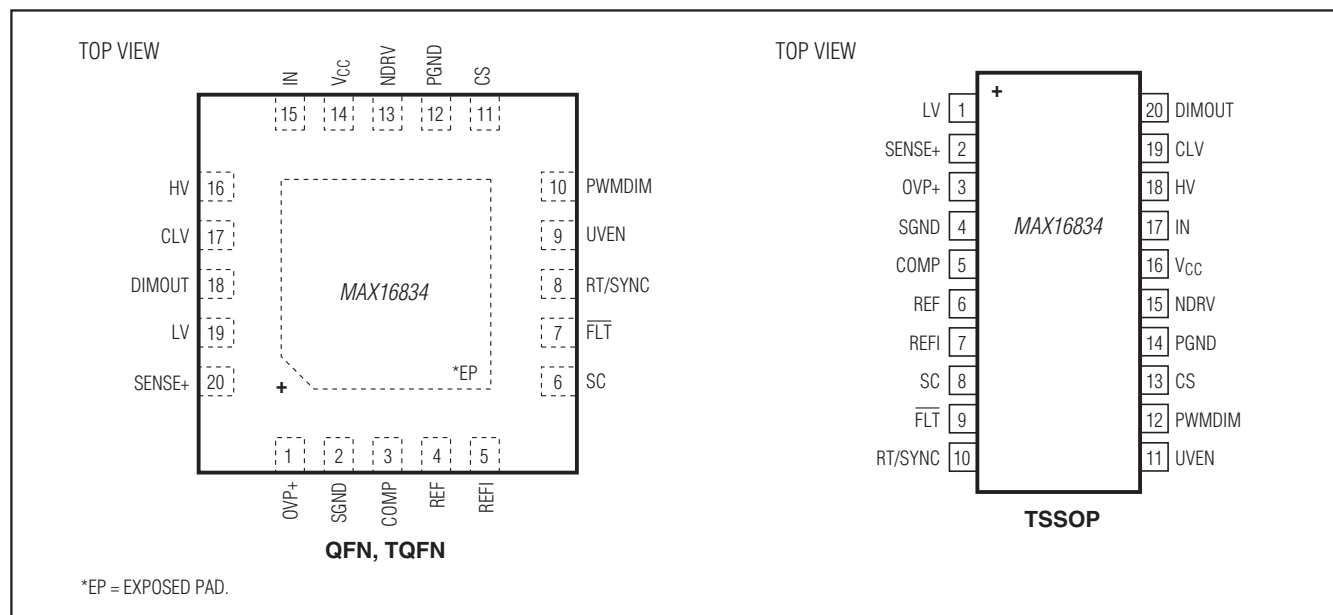 TOP VIEW
IN VCC NDRV PGND CS
15 14 13 12 11
HV 16
CLV 17
DIMOUT 18
LV 19
SENSE+ 20
10 PWMDIM
9 UVEN
8 RT/SYNC
7 FLT
6 SC
MAX16834
*EP
+
1 2 3 4 5
OVP+ SGND COMP REF REFI
QFN, TQFN
*EP = EXPOSED PAD.
TOP VIEW
+
LV 1
SENSE+ 2
OVP+ 3
SGND 4
COMP 5
REF 6
REFI 7
SC 8
FLT 9
RT/SYNC 10
MAX16834
20 DIMOUT
19 CLV
18 HV
17 IN
16 VCC
15 NDRV
14 PGND
13 CS
12 PWMDIM
11 UVEN
TSSOP